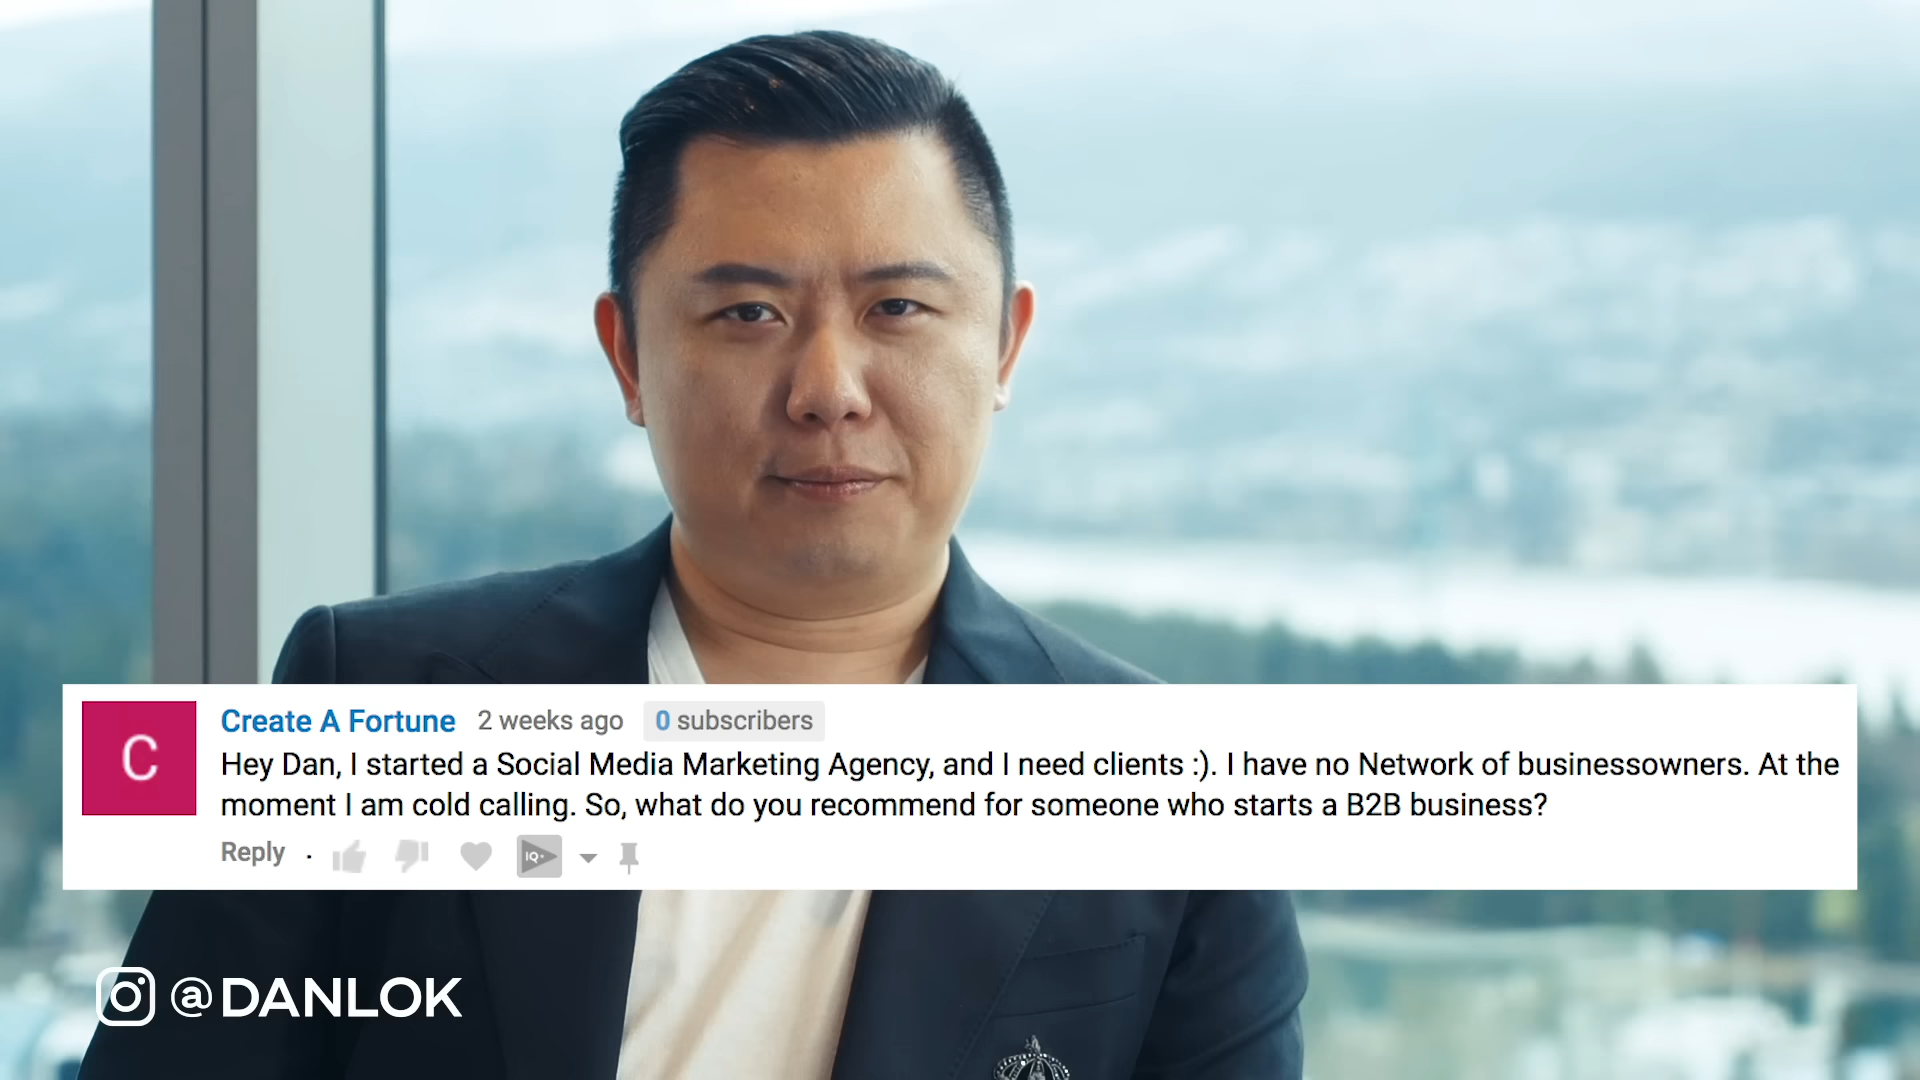 C
Create A Fortune 2 weeks ago 0 subscribers
Hey Dan, I started a Social Media Marketing Agency, and I need clients :). I have no Network of businessowners. At the
moment I am cold calling. So, what do you recommend for someone who starts a B2B business?
Reply
IQ
@DANLOK